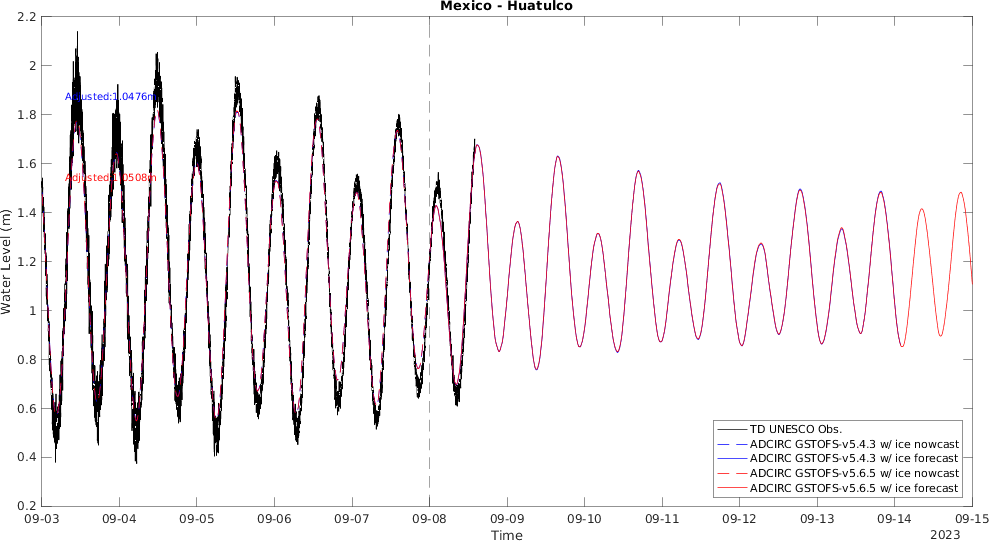 Mexico - Huatulco
Water Level (m)
2.2
2
1.8
1.6
1.4
1.2
1
0.8
0.6
0.4
0.2
Adjusted:1.0476m
Adjusted:1.0508m
TD UNESCO Obs.
ADCIRC GSTOFS-v5.4.3 w/ ice nowcast
ADCIRC GSTOFS-v5.4.3 w/ ice forecast
ADCIRC GSTOFS-v5.6.5 w/ ice nowcast
ADCIRC GSTOFS-v5.6.5 w/ ice forecast
09-03 09-04 09-05 09-06 09-07 09-08 09-09 09-10 09-11 09-12 09-13 09-14 09-15
Time
2023